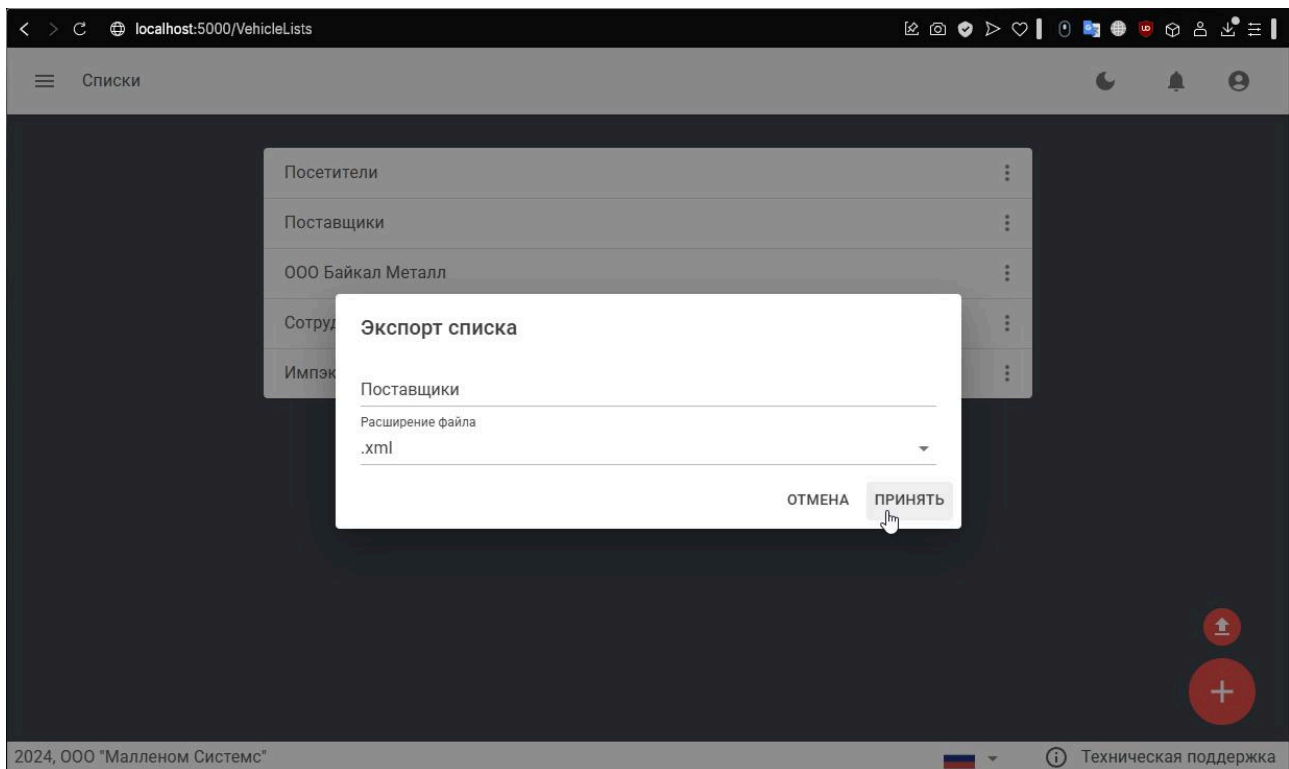 localhost:5000/VehicleLists
Списки
Посетители
Поставщики
ООО Байкал Металл
Сотруд
Импэк
Экспорт списка
Поставщики
Расширение файла
.xml
ОТМЕНА ПРИНЯТЬ
2024, ООО "Малленом Системс"
Техническая поддержка